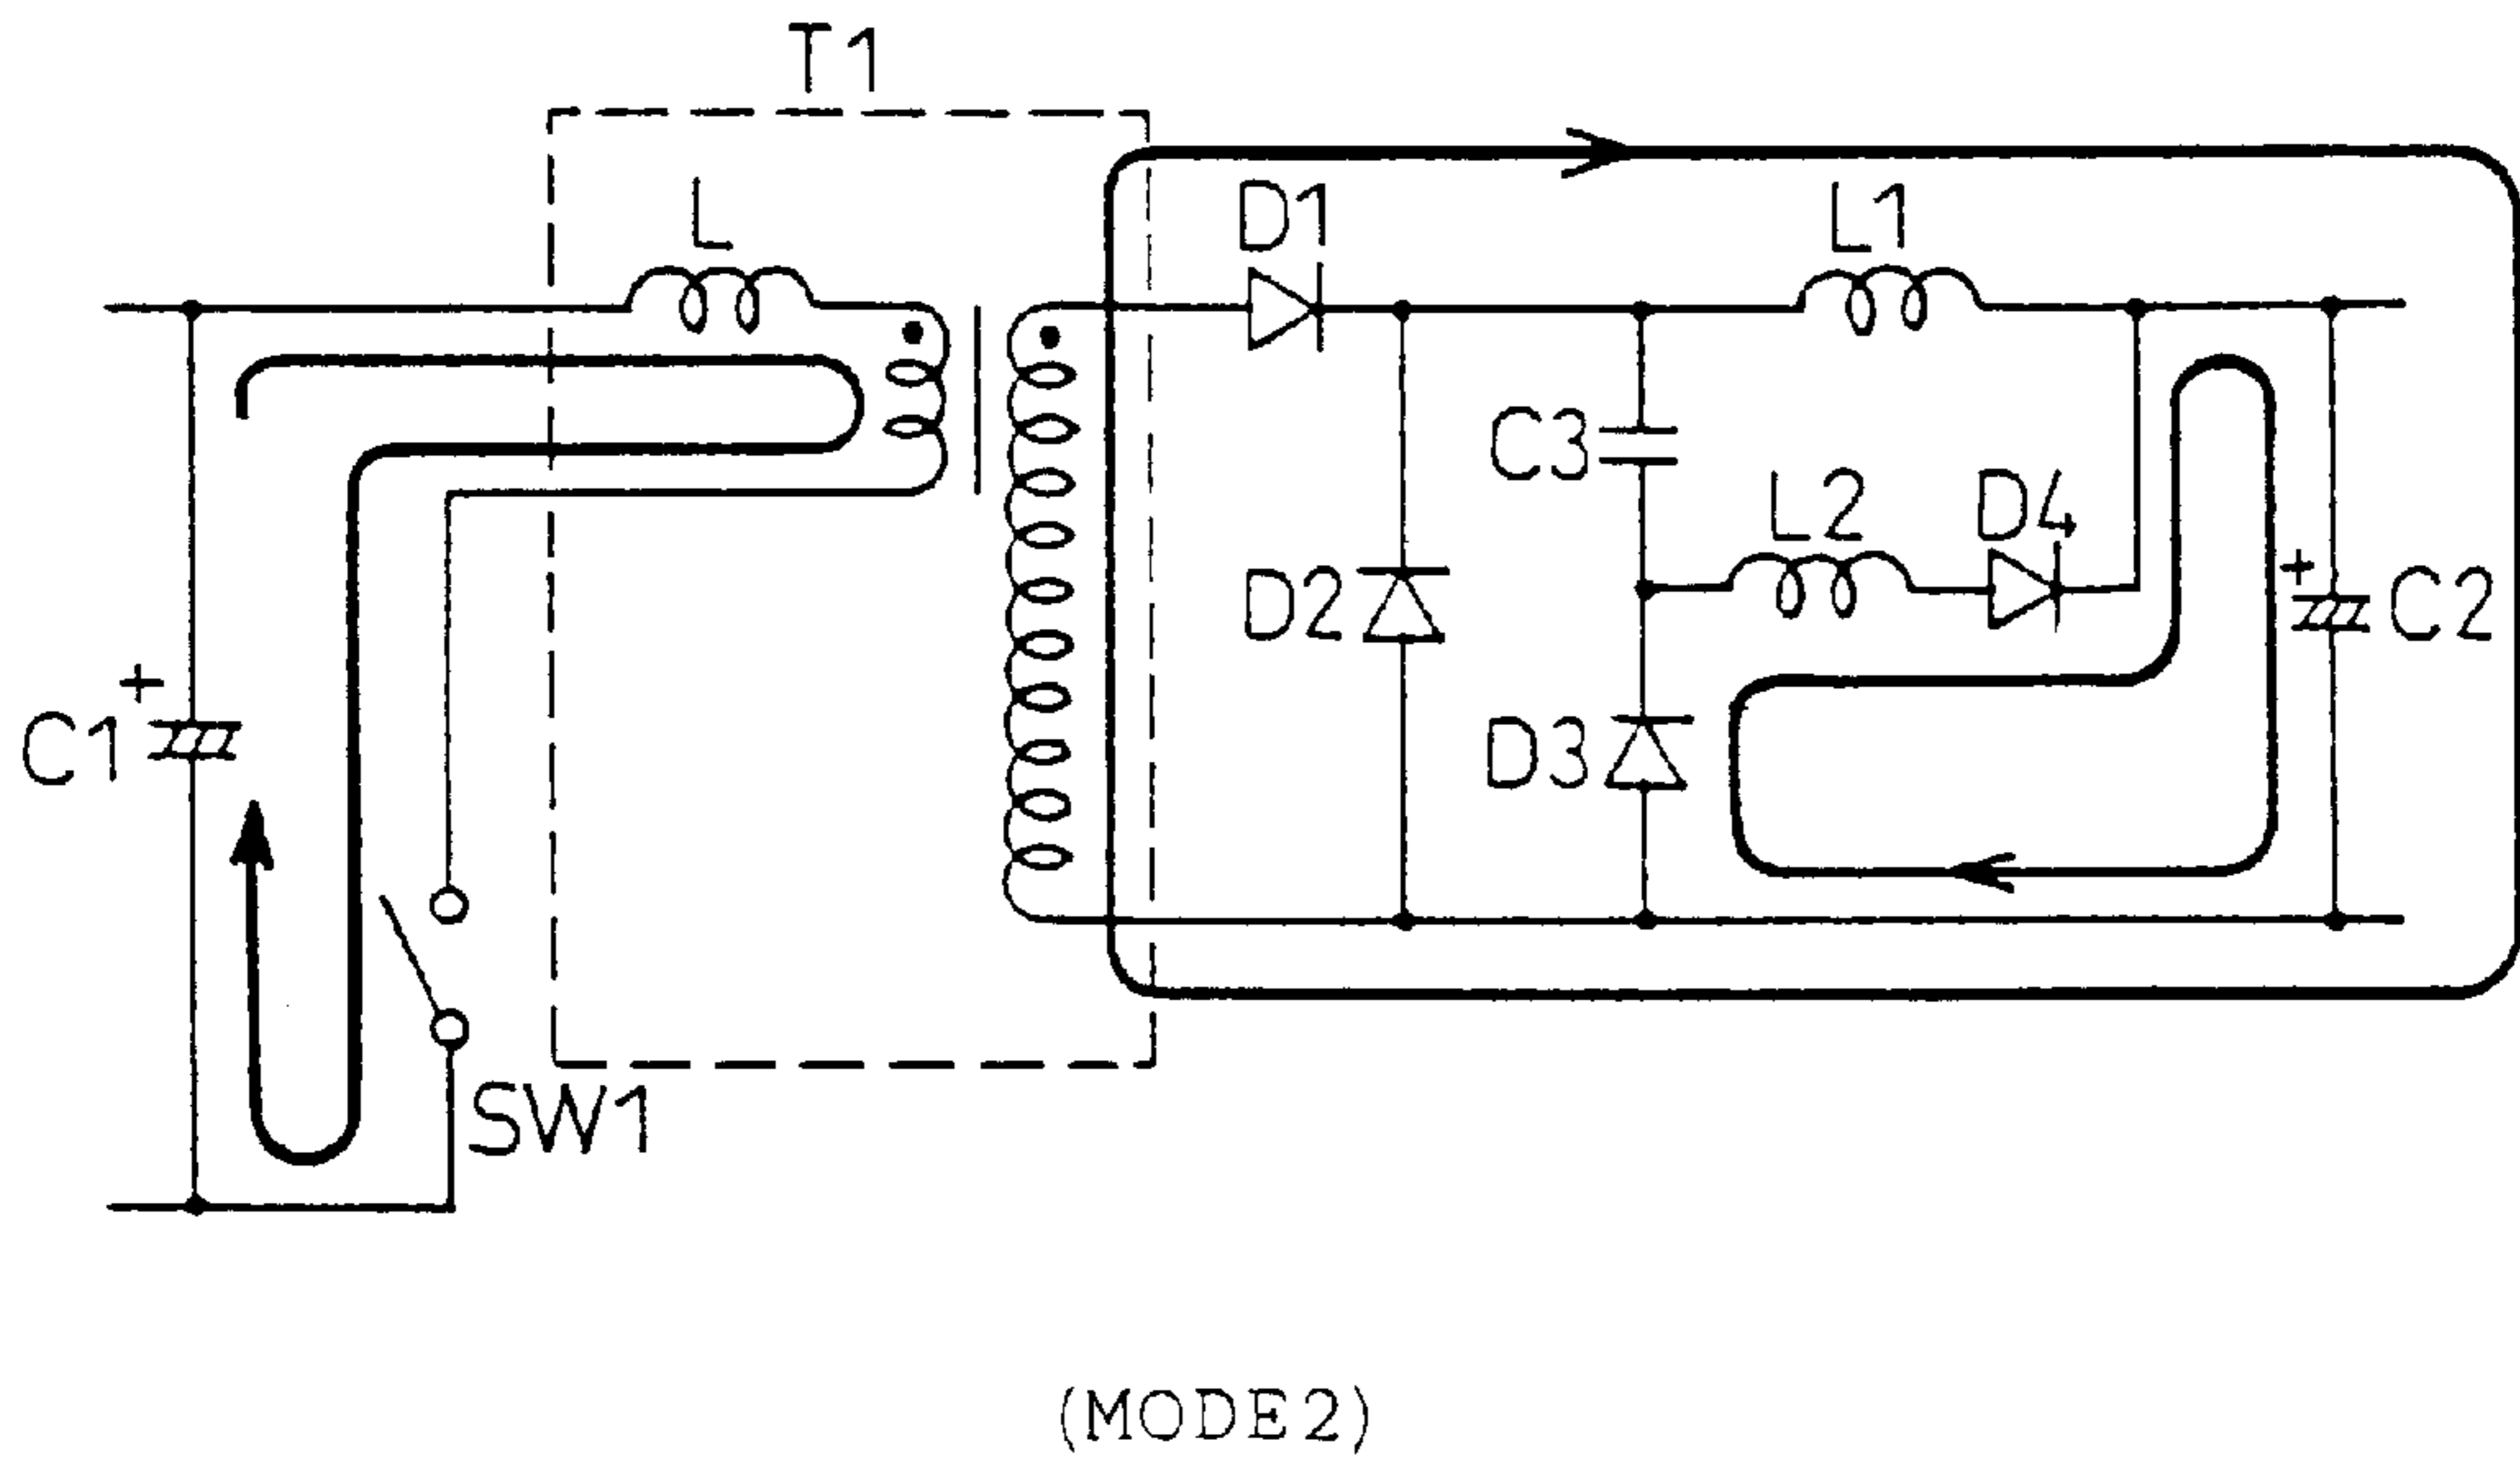 T1
L
D1
L1
C3
L2
D4
D2
+
C2
+
C1
D3
SW1
(MODE2)